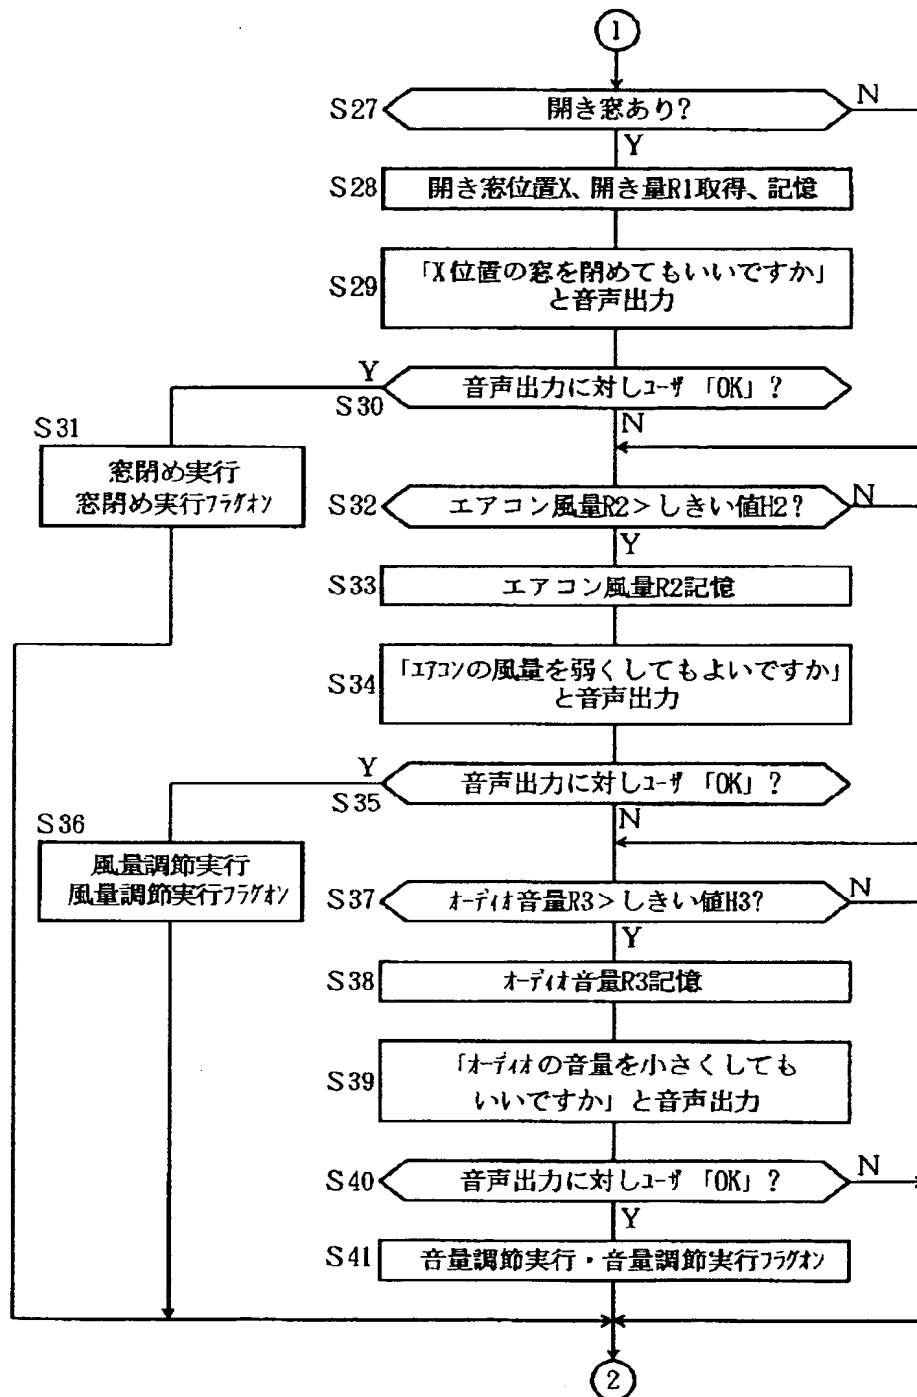 1
S27
開き窓あり?
N
Y
S28
開き窓位置X、開き量R1取得、記憶
S29
「X位置の窓を閉めてもいいですか」
と音声出力
Y
S30
音声出力に対しユーザ「OK」?
N
S31
窓閉め実行
窓閉め実行フラグオン
S32
エアコン風量R2>しきい値H2?
N
Y
S33
エアコン風量R2記憶
S34
「エアコンの風量を弱くしてもよいですか」
と音声出力
Y
S35
音声出力に対しユーザ「OK」?
N
S36
風量調節実行
風量調節実行フラグオン
S37
オーディオ音量R3>しきい値H3?
N
Y
S38
オーディオ音量R3記憶
S39
「オーディオの音量を小さくしても
いいですか」と音声出力
S40
音声出力に対しユーザ「OK」?
N
Y
S41
音量調節実行・音量調節実行フラグオン
2